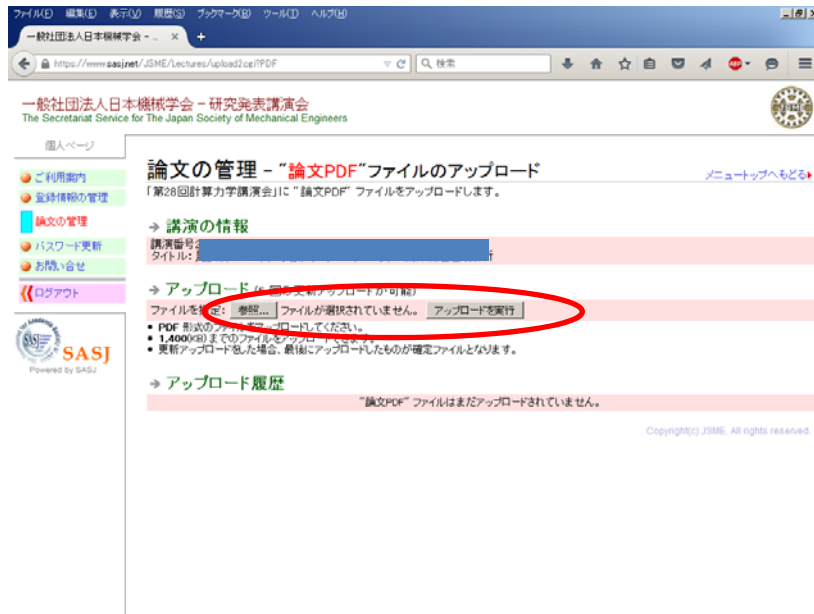 ファイル(F) 編集(E) 表示(V) 履歴(S) ブックマーク(B) ツール(T) ヘルプ(H)
一般社団法人日本機械学会 - ... × +
https://www.sasj.net/JSME/Lectures/upload2.cgi?PDF 検索
一般社団法人日本機械学会 - 研究発表講演会
The Secretariat Service for The Japan Society of Mechanical Engineers
個人ページ
ご利用案内
登録情報の管理
論文の管理
パスワード更新
お問い合せ
ログアウト
SASJ
Powered by SASJ
論文の管理 - "論文PDF"ファイルのアップロード
メニュートップへもどる
「第28回計算力学講演会」に "論文PDF" ファイルをアップロードします。
講演の情報
講演番号
タイトル:
アップロード (5 回の更新アップロードが可能)
ファイルを指定: 参照... ファイルが選択されていません。 アップロードを実行
• PDF 形式のファイルをアップロードしてください。
• 1,400(KB) までのファイルをアップロードできます。
• 更新アップロードをした場合、最後にアップロードしたものが確定ファイルとなります。
アップロード履歴
"論文PDF" ファイルはまだアップロードされていません。
Copyright(c) JSME, All rights reserved.